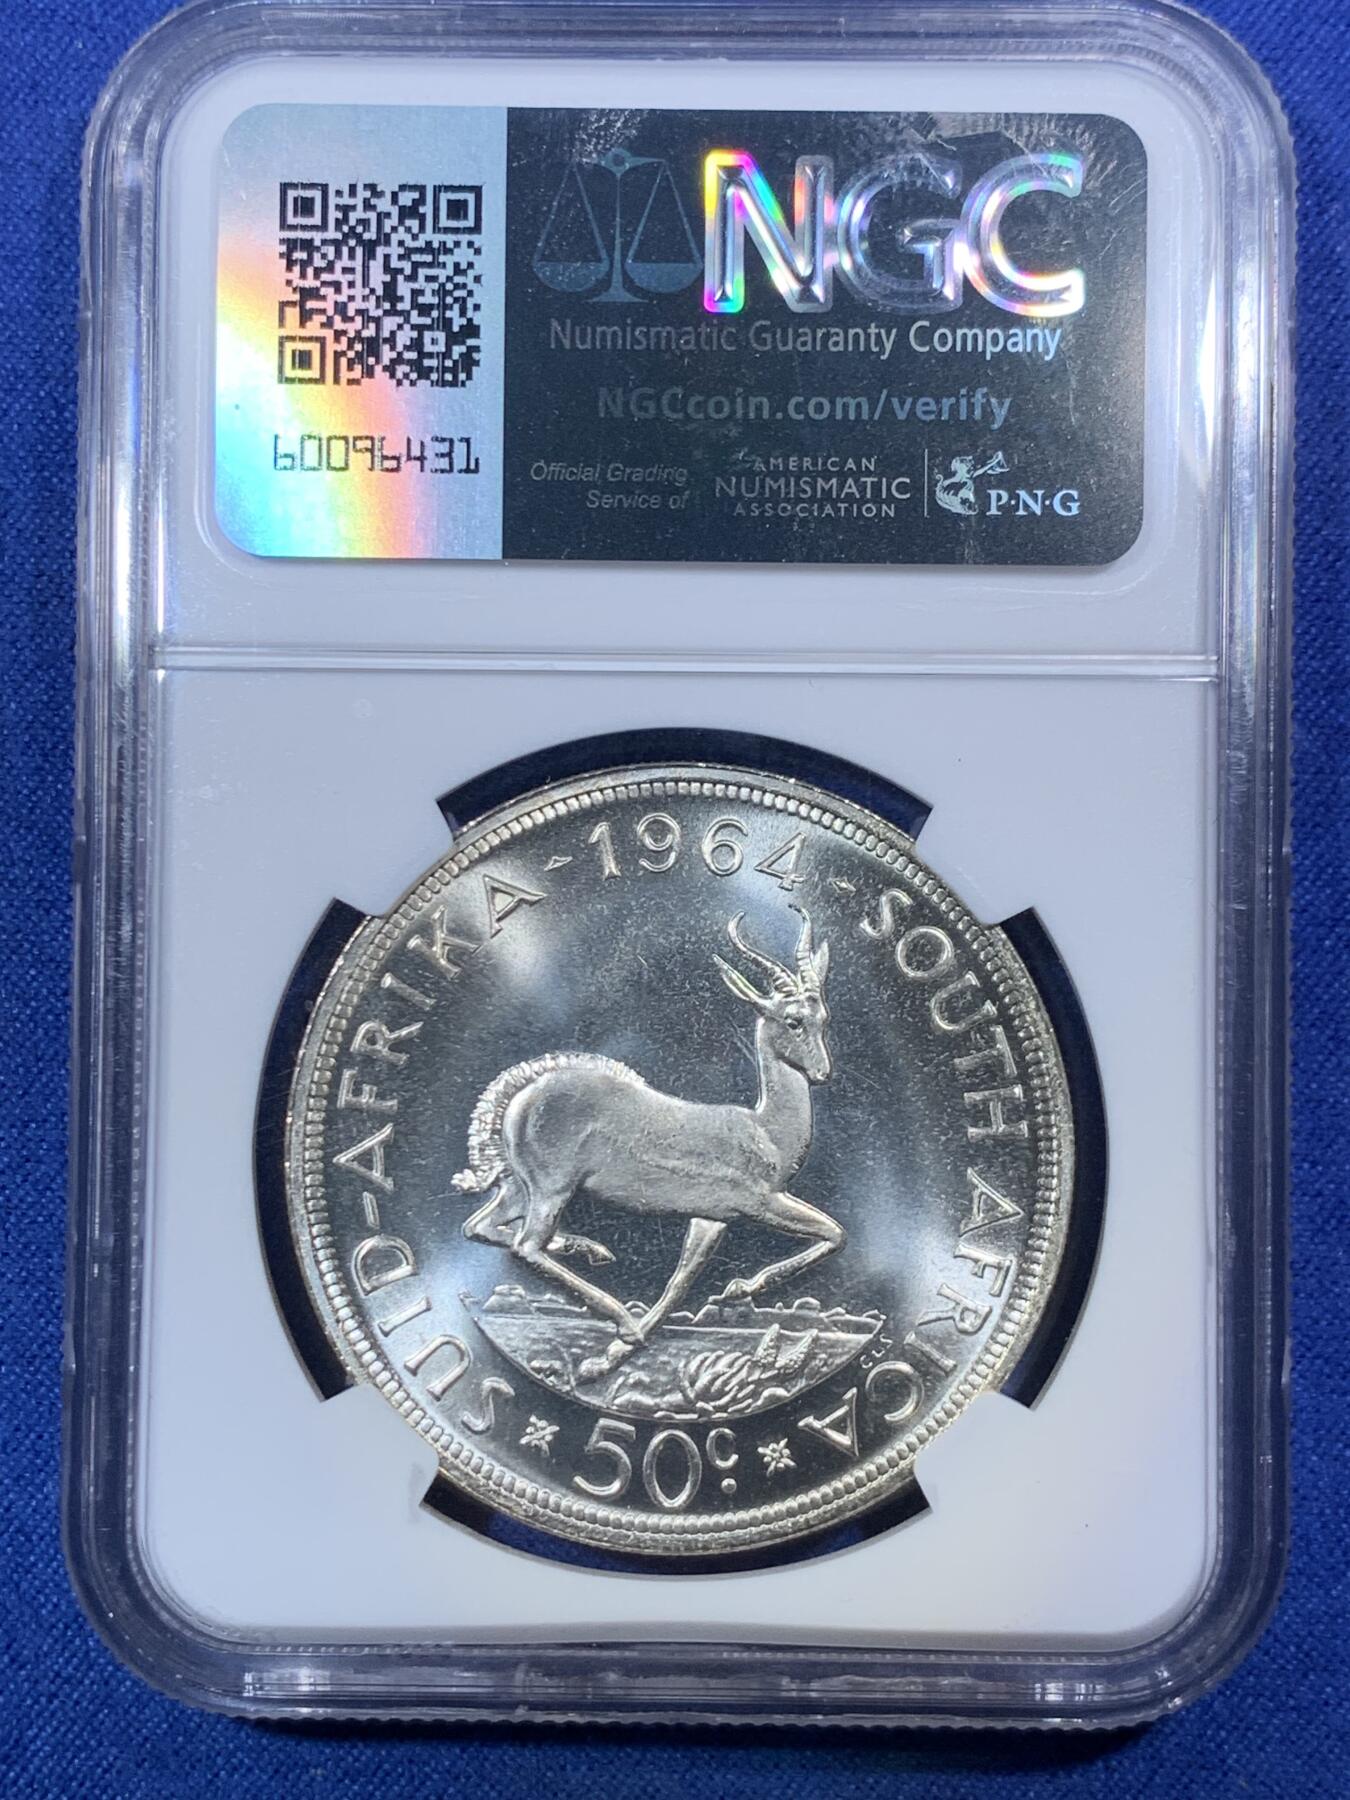 NGC
Numismatic Guaranty Company
NGCcoin.com/verify
60096431
Official Grading
Service of
AMERICAN
NUMISMATIC
ASSOCIATION
P·N·G
SUID-AFRIKA · 1964 · SOUTH AFRICA
CLS
50c